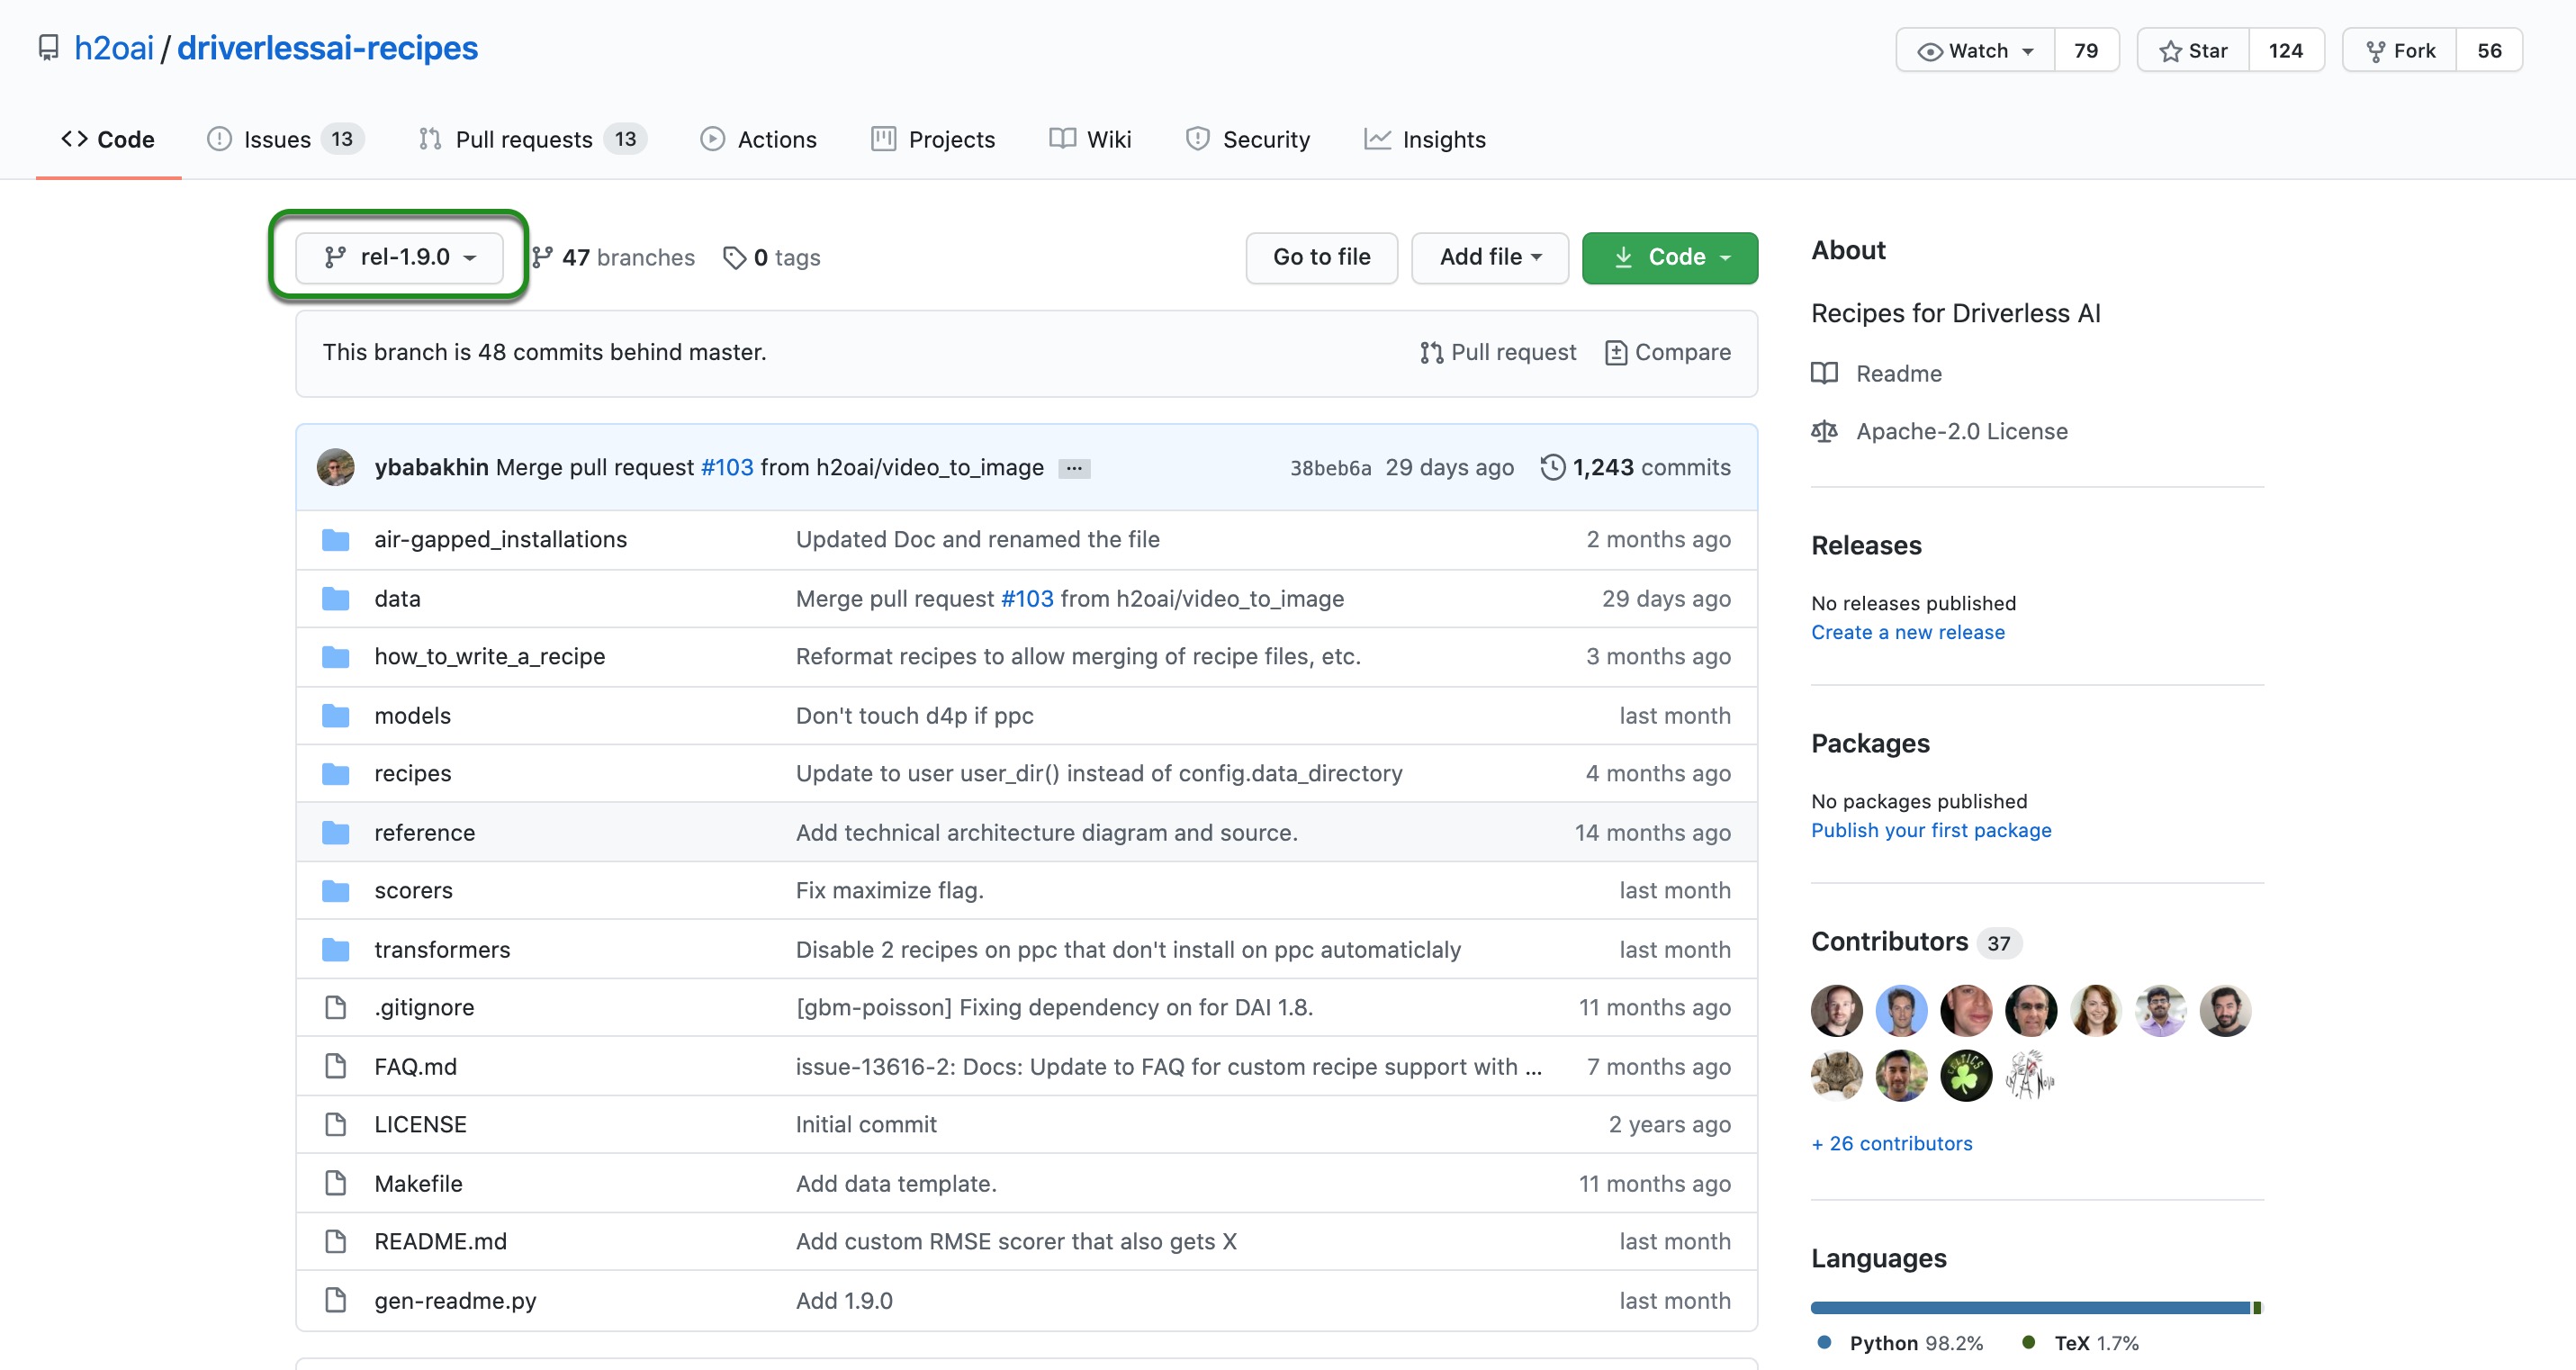 h2oai / driverlessai-recipes
Watch 79 Star 124 Fork 56
Code Issues 13 Pull requests 13 Actions Projects Wiki Security Insights
rel-1.9.0 47 branches 0 tags Go to file Add file Code
This branch is 48 commits behind master. Pull request Compare
ybabakhin Merge pull request #103 from h2oai/video_to_image ... 38beb6a 29 days ago 1,243 commits
air-gapped_installations Updated Doc and renamed the file 2 months ago
data Merge pull request #103 from h2oai/video_to_image 29 days ago
how_to_write_a_recipe Reformat recipes to allow merging of recipe files, etc. 3 months ago
models Don't touch d4p if ppc last month
recipes Update to user user_dir() instead of config.data_directory 4 months ago
reference Add technical architecture diagram and source. 14 months ago
scorers Fix maximize flag. last month
transformers Disable 2 recipes on ppc that don't install on ppc automaticlaly last month
.gitignore [gbm-poisson] Fixing dependency on for DAI 1.8. 11 months ago
FAQ.md issue-13616-2: Docs: Update to FAQ for custom recipe support with ... 7 months ago
LICENSE Initial commit 2 years ago
Makefile Add data template. 11 months ago
README.md Add custom RMSE scorer that also gets X last month
gen-readme.py Add 1.9.0 last month
About
Recipes for Driverless AI
Readme
Apache-2.0 License
Releases
No releases published
Create a new release
Packages
No packages published
Publish your first package
Contributors 37
CELTICS
+ 26 contributors
Languages
Python 98.2% TeX 1.7%